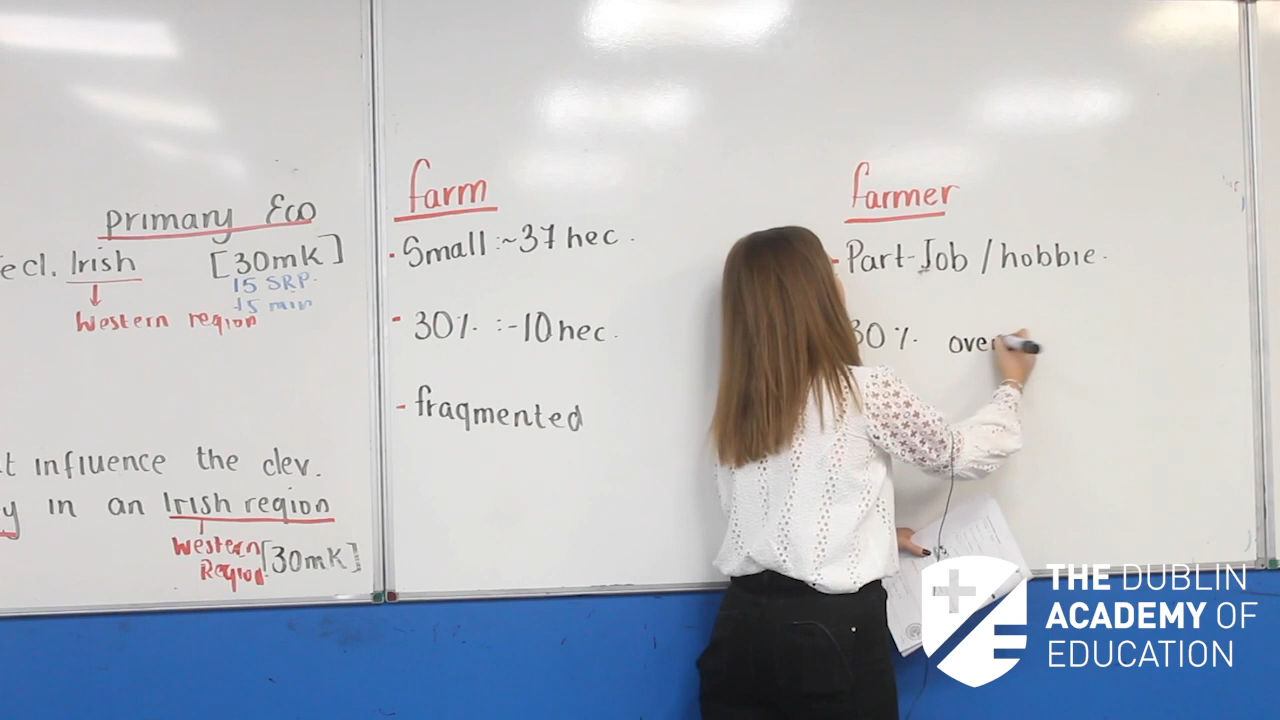 primary Eco
ecl. Irish [30mK]
15 SRP.
Western region
t influence the dev.
y in an Irish region
Western Region [30mK]
farm
Small :~37 hec.
30% :-10 hec.
fragmented
farmer
Part-Job / hobbie.
30% over
THE DUBLIN
ACADEMY OF
EDUCATION